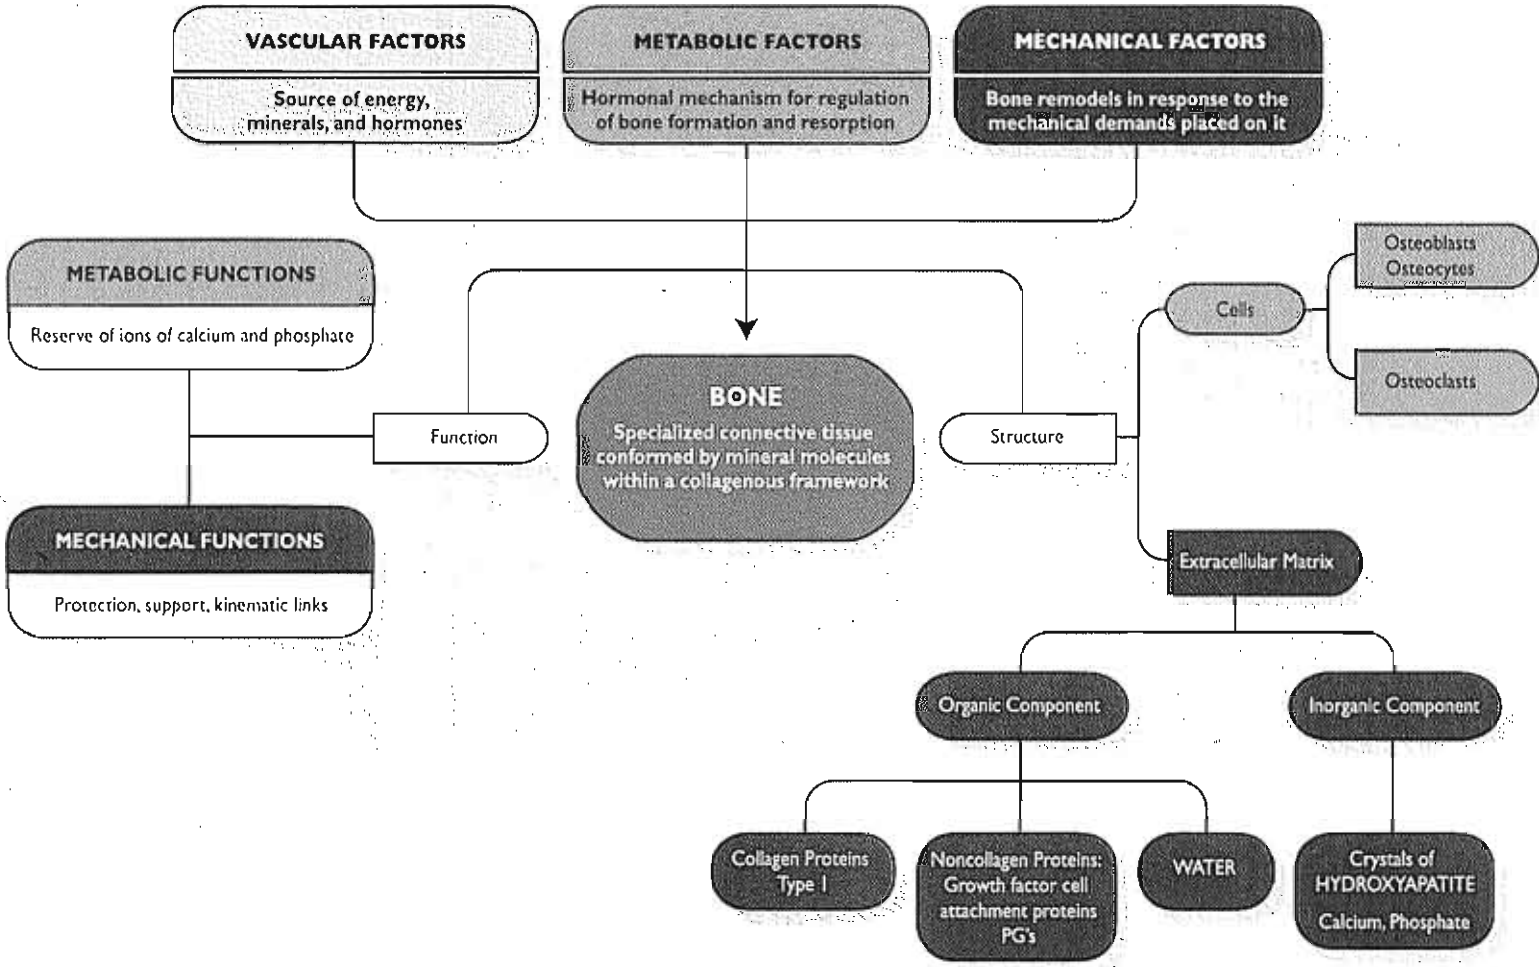 VASCULAR FACTORS
Source of energy,
minerals, and hormones
METABOLIC FACTORS
Hormonal mechanism for regulation
of bone formation and resorption
MECHANICAL FACTORS
Bone remodels in response to the
mechanical demands placed on it
METABOLIC FUNCTIONS
Reserve of ions of calcium and phosphate
Function
MECHANICAL FUNCTIONS
Protection, support, kinematic links
BONE
Specialized connective tissue
conformed by mineral molecules
within a collagenous framework
Structure
Cells
Osteoblasts
Osteocytes
Osteoclasts
Extracellular Matrix
Organic Component
Inorganic Component
Collagen Proteins
Type 1
Noncollagen Proteins:
Growth factor cell
attachment proteins
PG's
WATER
Crystals of
HYDROXYAPATITE
Calcium, Phosphate